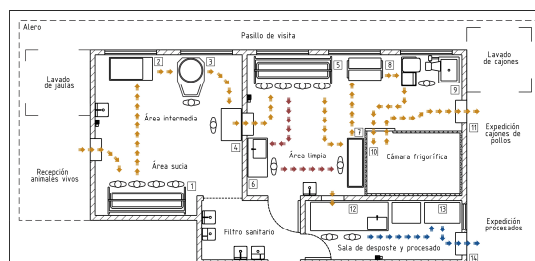 Alero
Pasillo de visita
Lavado
de jaulas
Lavado
de cajones
2
3
5
8
9
Área intermedia
4
7
10
11
Área sucia
Área limpia
Cámara frigorífica
Expedición
cajones de
pollos
Recepción
animales vivos
1
6
12
13
Filtro sanitario
Sala de desposte y procesado
Expedición
procesados
14